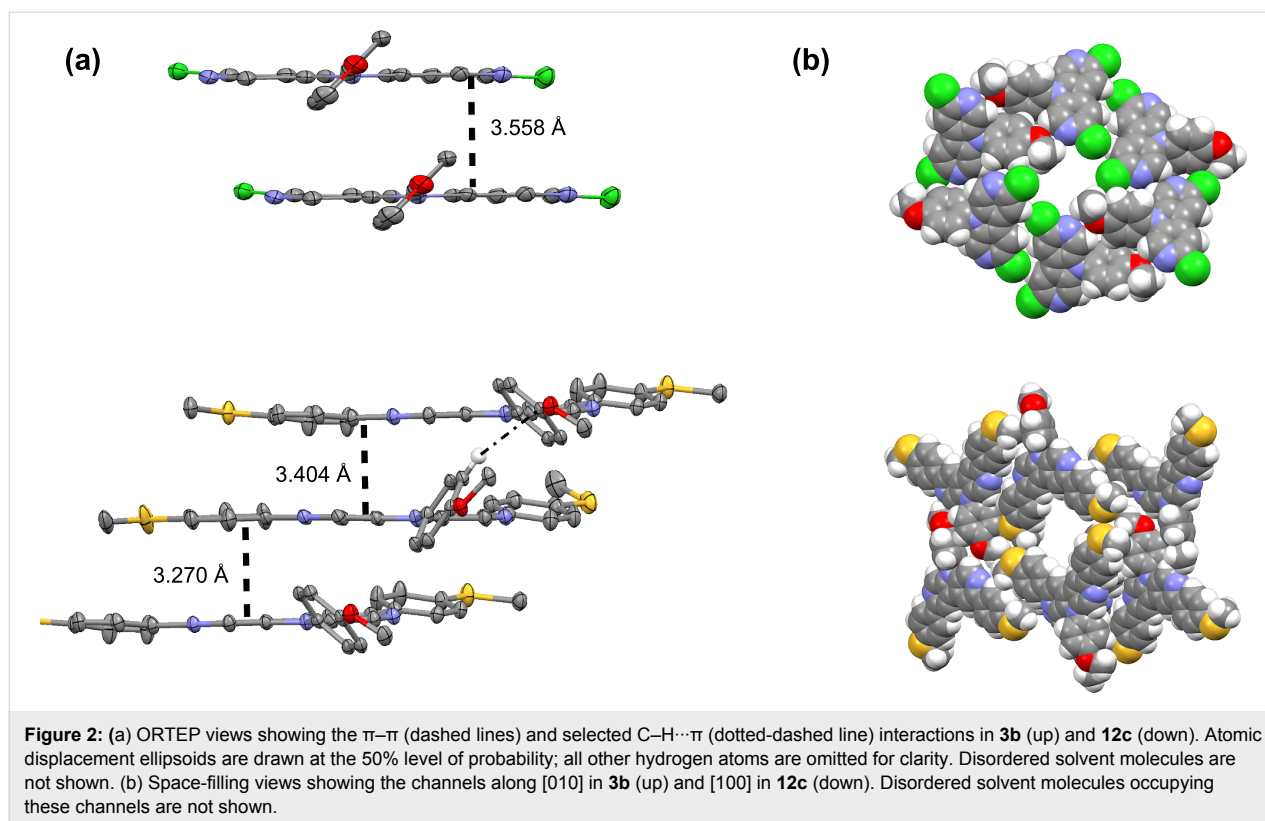 (a)
(b)
3.558 Å
3.404 Å
3.270 Å
Figure 2: (a) ORTEP views showing the π–π (dashed lines) and selected C–H···π (dotted-dashed line) interactions in 3b (up) and 12c (down). Atomic
displacement ellipsoids are drawn at the 50% level of probability; all other hydrogen atoms are omitted for clarity. Disordered solvent molecules are
not shown. (b) Space-filling views showing the channels along [010] in 3b (up) and [100] in 12c (down). Disordered solvent molecules occupying
these channels are not shown.